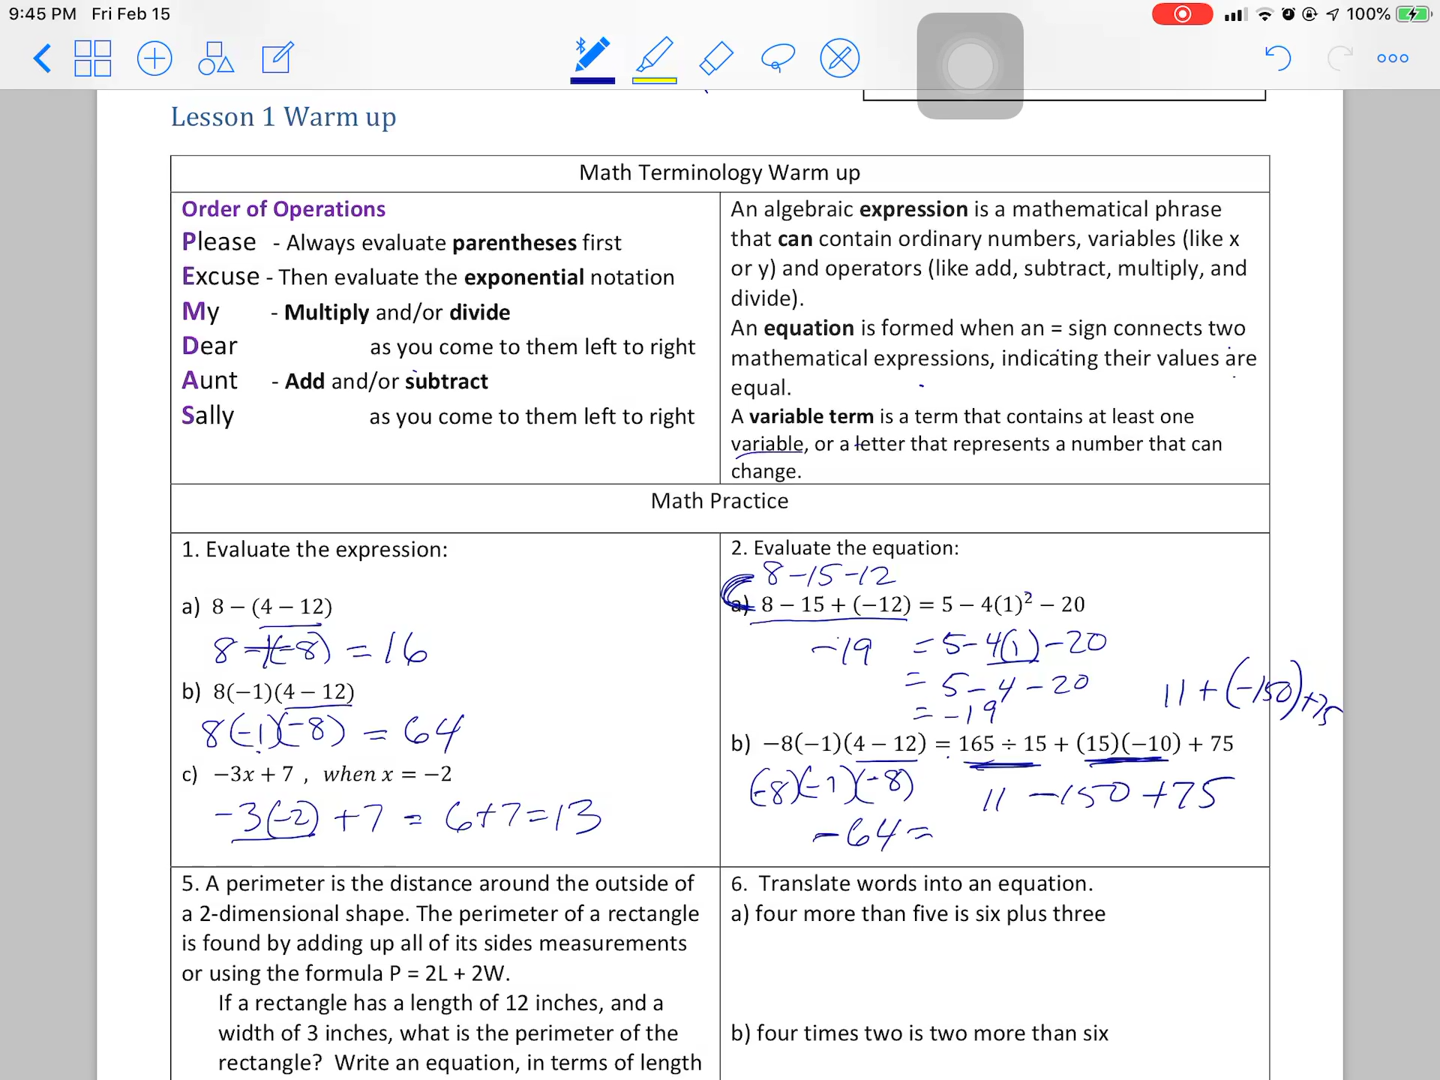 9:45 PM Fri Feb 15
100%
Lesson 1 Warm up
Math Terminology Warm up
Order of Operations
Please - Always evaluate parentheses first
Excuse - Then evaluate the exponential notation
My - Multiply and/or divide
Dear as you come to them left to right
Aunt - Add and/or subtract
Sally as you come to them left to right
An algebraic expression is a mathematical phrase
that can contain ordinary numbers, variables (like x
or y) and operators (like add, subtract, multiply, and
divide).
An equation is formed when an = sign connects two
mathematical expressions, indicating their values are
equal.
A variable term is a term that contains at least one
variable, or a letter that represents a number that can
change.
Math Practice
1. Evaluate the expression:
a) 8 − (4 − 12)
8 -1(-8) = 16
b) 8(−1)(4 − 12)
8(-1)(-8) = 64
c) −3x + 7 , when x = −2
-3(-2) + 7 = 6+7=13
2. Evaluate the equation:
8-15-12
a) 8 − 15 + (−12) = 5 − 4(1)² − 20
-19 = 5-4(1)-20
= 5-4-20
= -19
11 + (-150)+75
b) −8(−1)(4 − 12) = 165 ÷ 15 + (15)(−10) + 75
(-8)(-1)(-8) 11 -150 +75
-64 =
5. A perimeter is the distance around the outside of
a 2-dimensional shape. The perimeter of a rectangle
is found by adding up all of its sides measurements
or using the formula P = 2L + 2W.
If a rectangle has a length of 12 inches, and a
width of 3 inches, what is the perimeter of the
rectangle? Write an equation, in terms of length
6. Translate words into an equation.
a) four more than five is six plus three
b) four times two is two more than six